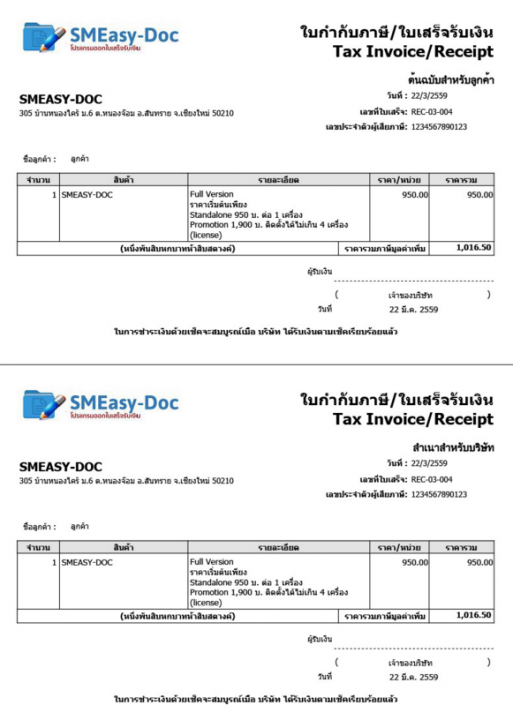 SMEasy-Doc
โปรแกรมออกใบเสร็จรับเงิน
ใบกำกับภาษี/ใบเสร็จรับเงิน
Tax Invoice/Receipt
ต้นฉบับสำหรับลูกค้า
วันที่ : 22/3/2559
SMEASY-DOC
305 บ้านหนองไคร้ ม.6 ต.หนองจ๊อม อ.สันทราย จ.เชียงใหม่ 50210
เลขที่ใบเสร็จ: REC-03-004
เลขประจำตัวผู้เสียภาษี: 1234567890123
ชื่อลูกค้า : ลูกค้า
จำนวน สินค้า รายละเอียด ราคา/หน่วย ราคารวม
1 SMEASY-DOC Full Version 950.00 950.00
ราคาเริ่มต้นเพียง
Standalone 950 บ. ต่อ 1 เครื่อง
Promotion 1,900 บ. ติดตั้งได้ไม่เกิน 4 เครื่อง
(license)
(หนึ่งพันสิบหกบาทห้าสิบสตางค์) ราคารวมภาษีมูลค่าเพิ่ม 1,016.50
ผู้รับเงิน
( เจ้าของบริษัท )
วันที่ 22 มี.ค. 2559
ในการชำระเงินด้วยเช็คจะสมบูรณ์เมื่อ บริษัท ได้รับเงินตามเช็คเรียบร้อยแล้ว
SMEasy-Doc
โปรแกรมออกใบเสร็จรับเงิน
ใบกำกับภาษี/ใบเสร็จรับเงิน
Tax Invoice/Receipt
สำเนาสำหรับบริษัท
วันที่ : 22/3/2559
SMEASY-DOC
305 บ้านหนองไคร้ ม.6 ต.หนองจ๊อม อ.สันทราย จ.เชียงใหม่ 50210
เลขที่ใบเสร็จ: REC-03-004
เลขประจำตัวผู้เสียภาษี: 1234567890123
ชื่อลูกค้า : ลูกค้า
จำนวน สินค้า รายละเอียด ราคา/หน่วย ราคารวม
1 SMEASY-DOC Full Version 950.00 950.00
ราคาเริ่มต้นเพียง
Standalone 950 บ. ต่อ 1 เครื่อง
Promotion 1,900 บ. ติดตั้งได้ไม่เกิน 4 เครื่อง
(license)
(หนึ่งพันสิบหกบาทห้าสิบสตางค์) ราคารวมภาษีมูลค่าเพิ่ม 1,016.50
ผู้รับเงิน
( เจ้าของบริษัท )
วันที่ 22 มี.ค. 2559
ในการชำระเงินด้วยเช็คจะสมบูรณ์เมื่อ บริษัท ได้รับเงินตามเช็คเรียบร้อยแล้ว